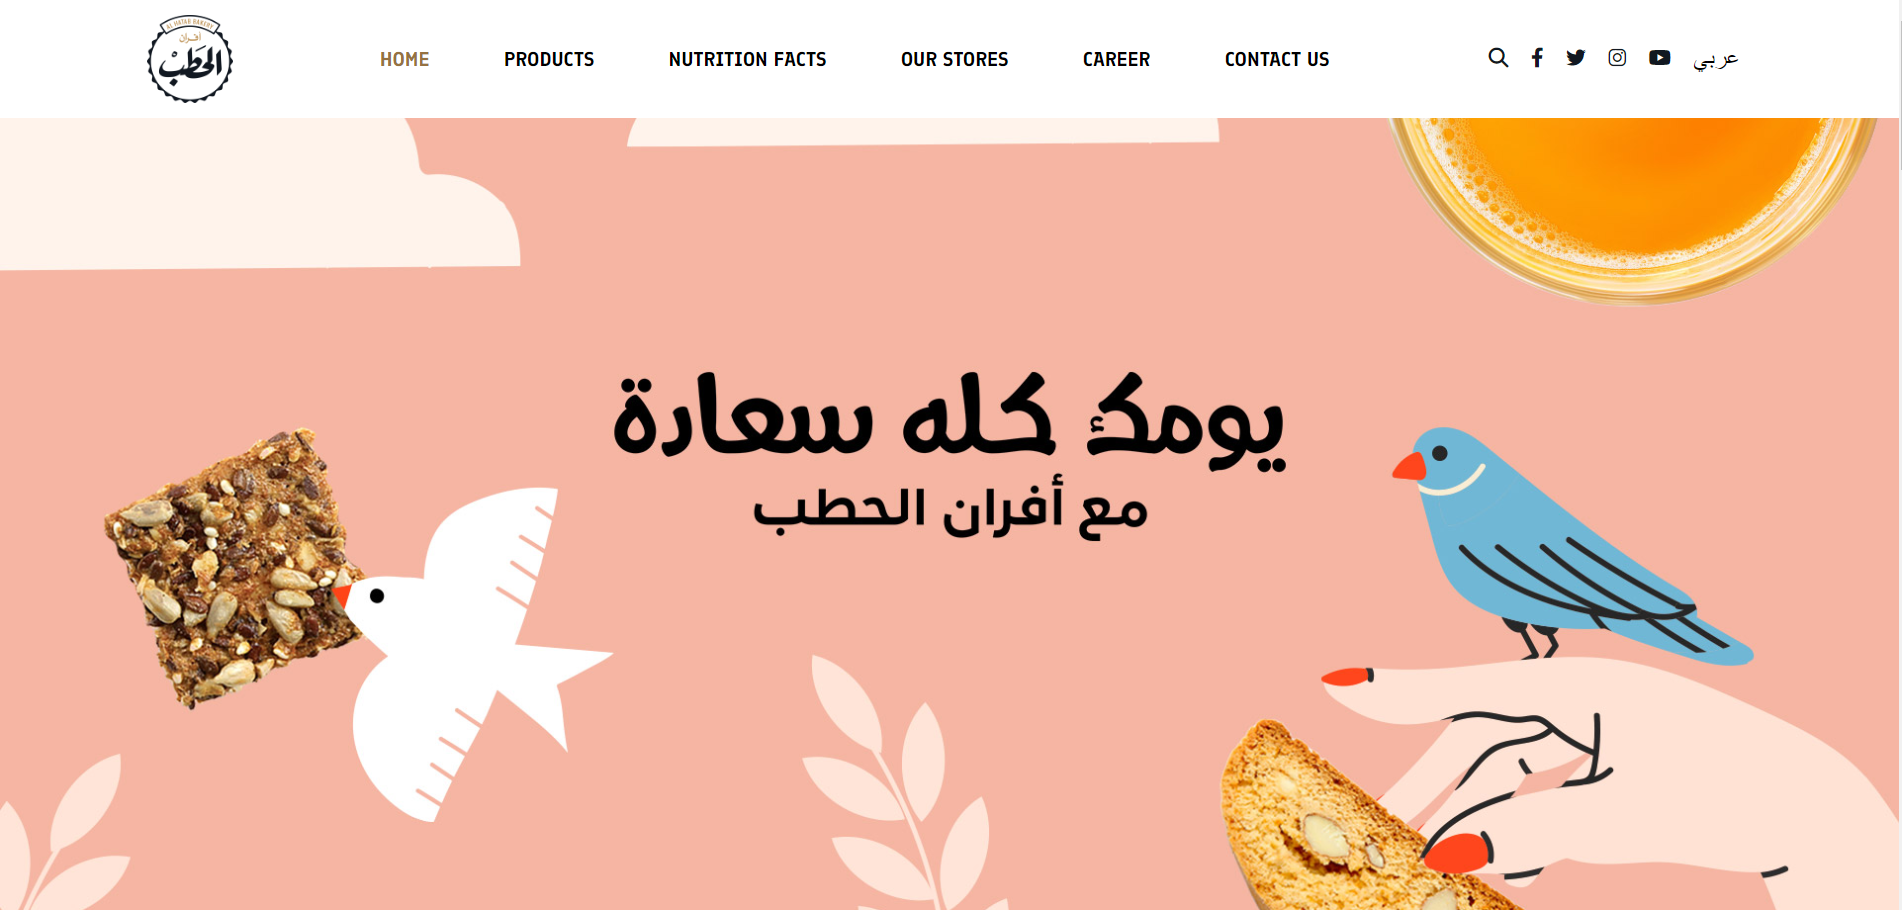 AL HATAB BAKERY
أفران
الحطب
HOME
PRODUCTS
NUTRITION FACTS
OUR STORES
CAREER
CONTACT US
عربي
يومك كله سعادة
مع أفران الحطب